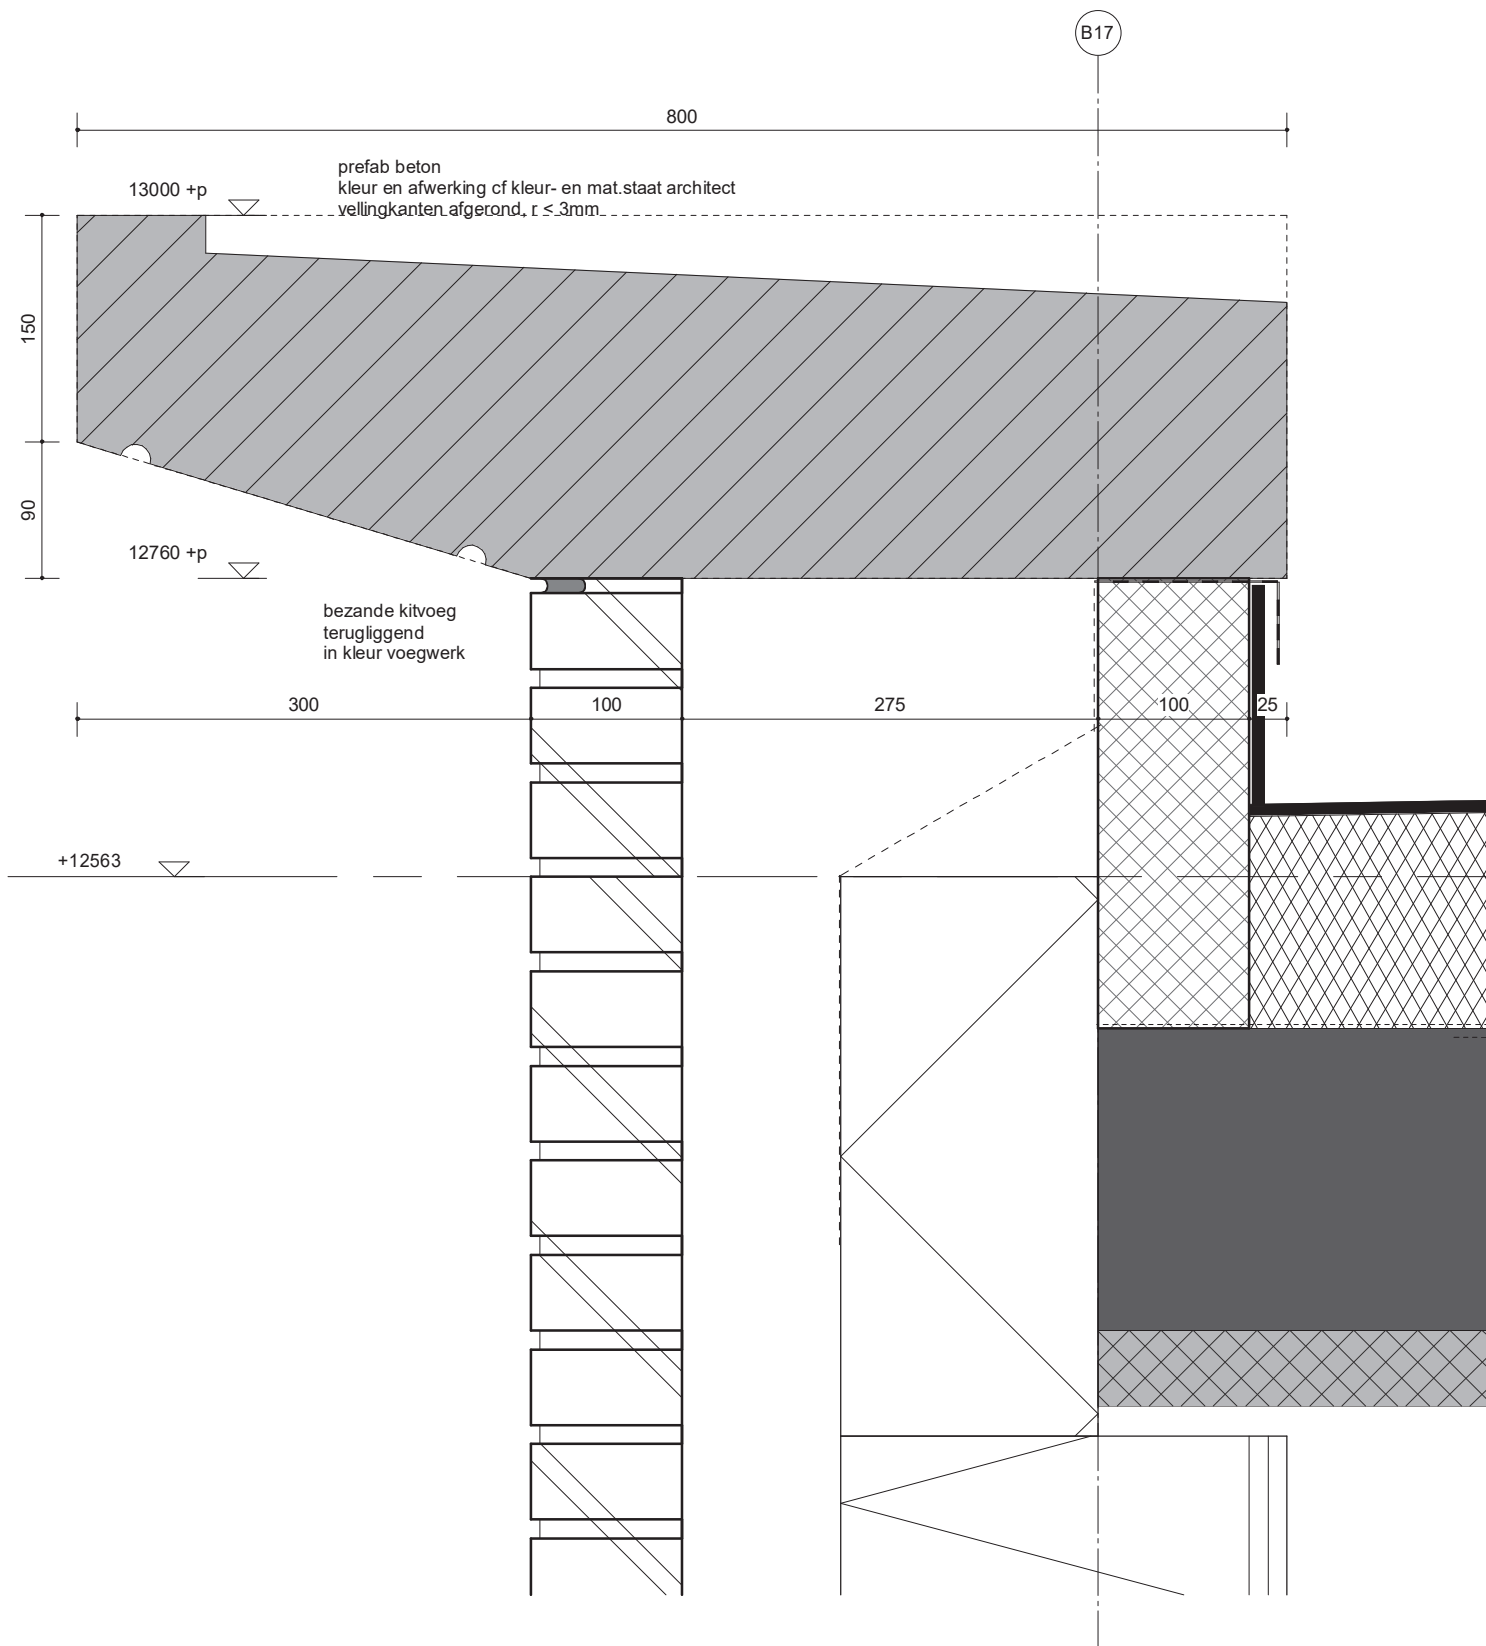 B17
800
prefab beton
kleur en afwerking cf kleur- en mat.staat architect
vellingkanten afgerond, r < 3mm
13000 +p
150
90
12760 +p
bezande kitvoeg
terugliggend
in kleur voegwerk
300 100 275 100 25
+12563